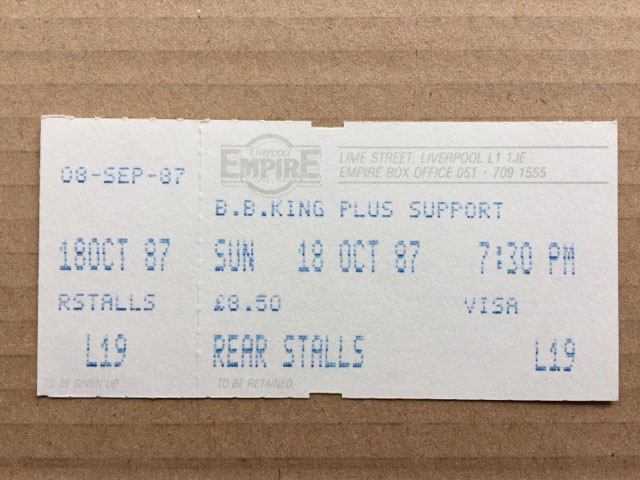 08-SEP-87
18OCT 87
RSTALLS
L19
TO BE GIVEN UP
Liverpool
EMPIRE
LIME STREET, LIVERPOOL L1 1JE
EMPIRE BOX OFFICE 051 · 709 1555
B.B.KING PLUS SUPPORT
SUN 18 OCT 87 7:30 PM
£8.50 VISA
REAR STALLS L19
TO BE RETAINED